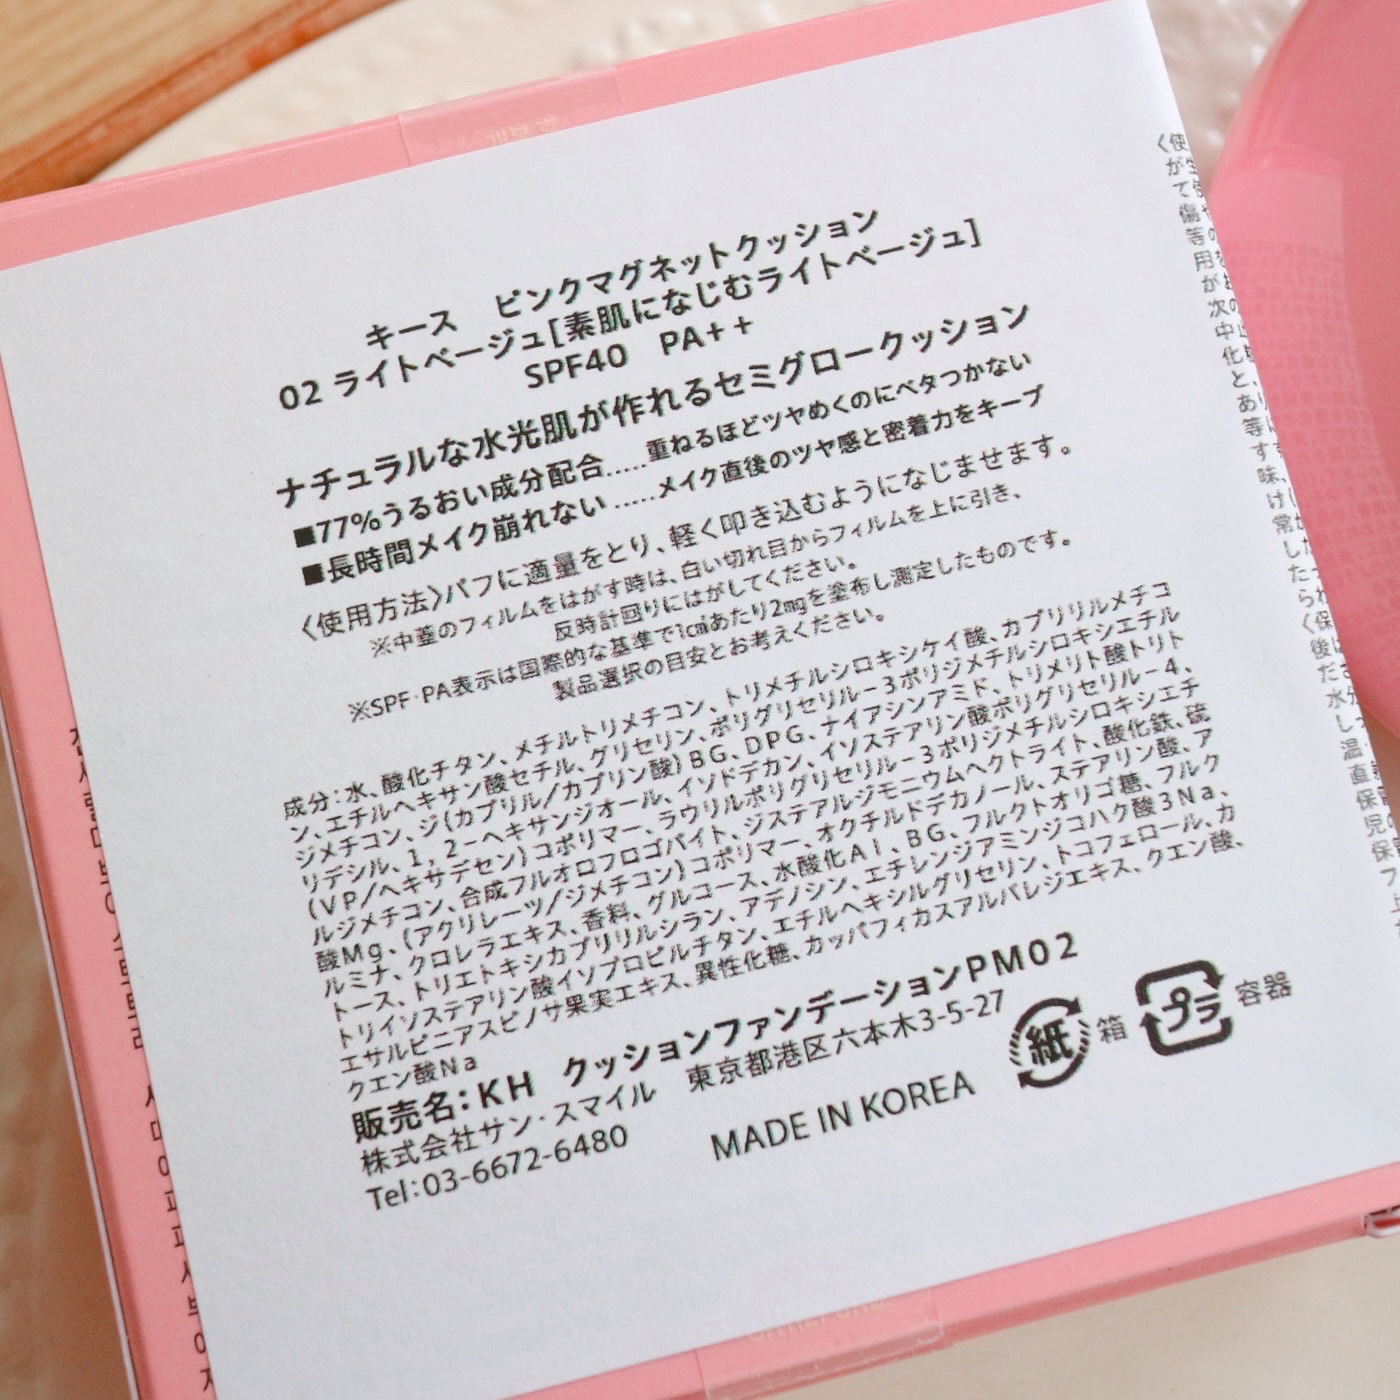 キース ピンクマグネットクッション
02 ライトベージュ[素肌になじむライトベージュ]
SPF40 PA++
ナチュラルな水光肌が作れるセミグロークッション
■77%うるおい成分配合.....重ねるほどツヤめくのにベタつかない
■長時間メイク崩れない......メイク直後のツヤ感と密着力をキープ
〈使用方法〉パフに適量をとり、軽く叩き込むようになじませます。
※中蓋のフィルムをはがす時は、白い切れ目からフィルムを上に引き、
反時計回りにはがしてください。
※SPF・PA表示は国際的な基準で1c㎡あたり2mgを塗布し測定したものです。
製品選択の目安とお考えください。
成分:水、酸化チタン、メチルトリメチコン、トリメチルシロキシケイ酸、カプリリルメチコ
ン、エチルヘキサン酸セチル、グリセリン、ポリグリセリル-3ポリジメチルシロキシエチル
ジメチコン、ジ(カプリル/カプリン酸)BG、DPG、ナイアシンアミド、トリメリト酸トリト
リデシル、1,2-ヘキサンジオール、イソドデカン、イソステアリン酸ポリグリセリル-4、
(VP/ヘキサデセン)コポリマー、ラウリルポリグリセリル-3ポリジメチルシロキシエチ
ルジメチコン、合成フルオロフロゴパイト、ジステアルジモニウムヘクトライト、酸化鉄、硫
酸Mg、(アクリレーツ/ジメチコン)コポリマー、オクチルドデカノール、ステアリン酸、ア
ルミナ、クロレラエキス、香料、グルコース、水酸化Al、BG、フルクトオリゴ糖、フルク
トース、トリエトキシカプリリルシラン、アデノシン、エチレンジアミンジコハク酸3Na、
トリイソステアリン酸イソプロピルチタン、エチルヘキシルグリセリン、トコフェロール、カ
エサルピニアスピノサ果実エキス、異性化糖、カッパフィカスアルバレジエキス、クエン酸、
クエン酸Na
販売名:KH クッションファンデーションPM02
株式会社サン・スマイル 東京都港区六本木3-5-27
Tel:03-6672-6480
MADE IN KOREA
紙 箱
プラ 容器